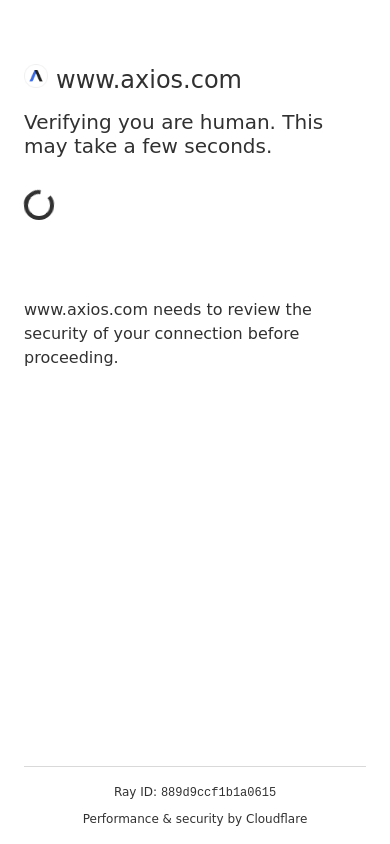 www.axios.com
Verifying you are human. This
may take a few seconds.
www.axios.com needs to review the
security of your connection before
proceeding.
Ray ID: 889d9ccf1b1a0615
Performance & security by Cloudflare